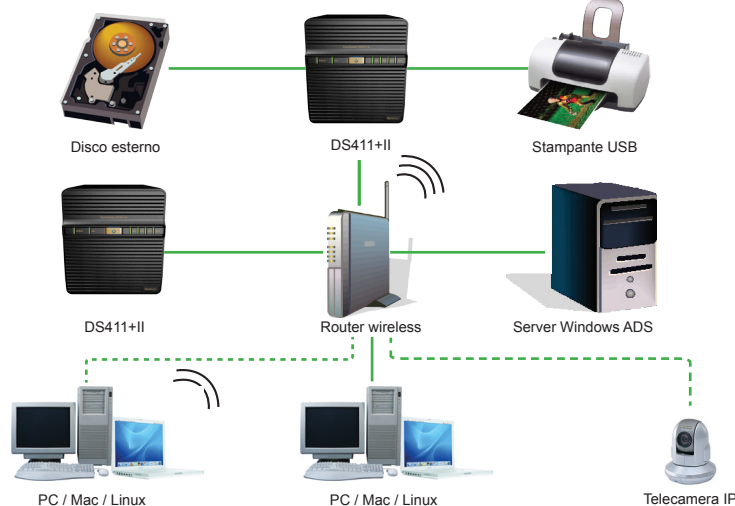 Disco esterno
DS411+II
Stampante USB
DS411+II
Router wireless
Server Windows ADS
PC / Mac / Linux
PC / Mac / Linux
Telecamera IP